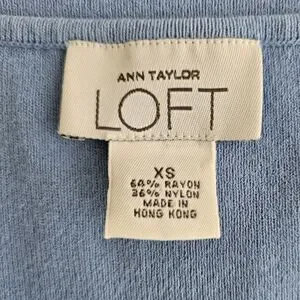 ANN TAYLOR
LOFT
XS
64% RAYON
36% NYLON
MADE IN
HONG KONG